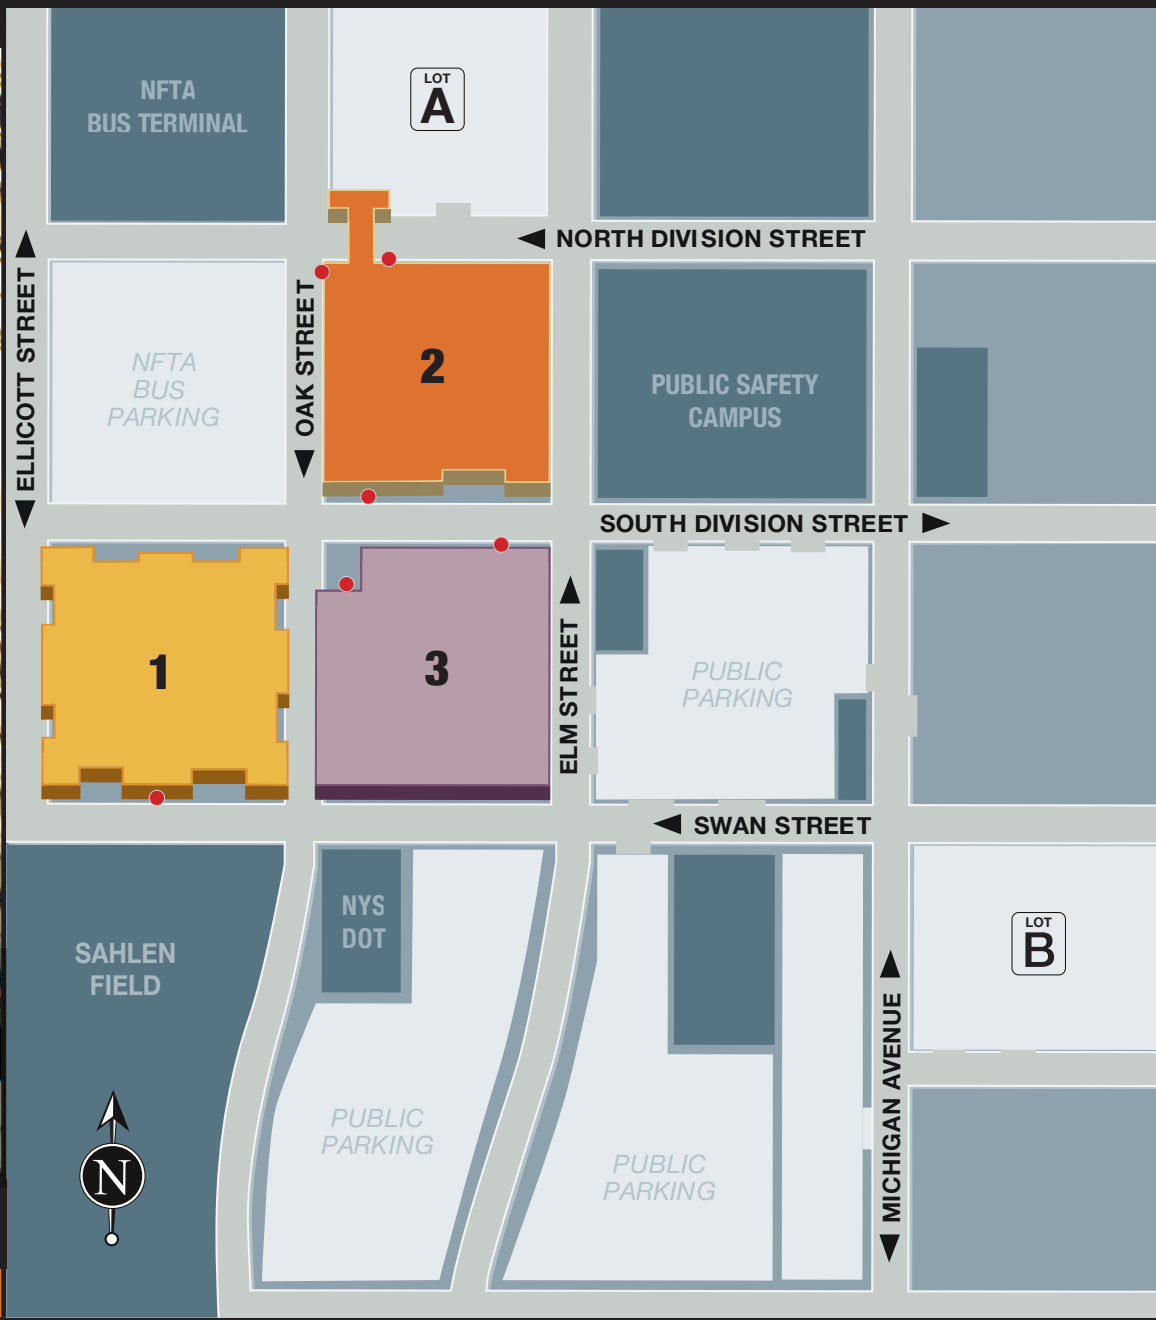 NFTA
BUS TERMINAL
LOT
A
NORTH DIVISION STREET
ELLICOTT STREET
NFTA
BUS
PARKING
OAK STREET
2
PUBLIC SAFETY
CAMPUS
SOUTH DIVISION STREET
1
3
ELM STREET
PUBLIC
PARKING
SWAN STREET
SAHLEN
FIELD
NYS
DOT
LOT
B
MICHIGAN AVENUE
PUBLIC
PARKING
PUBLIC
PARKING
N